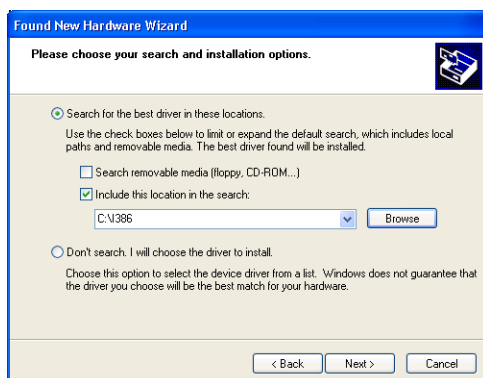 Found New Hardware Wizard
Please choose your search and installation options.
Search for the best driver in these locations.
Use the check boxes below to limit or expand the default search, which includes local
paths and removable media. The best driver found will be installed.
Search removable media (floppy, CD-ROM...)
Include this location in the search:
C:\I386
Browse
Don't search. I will choose the driver to install.
Choose this option to select the device driver from a list. Windows does not guarantee that
the driver you choose will be the best match for your hardware.
< Back Next > Cancel